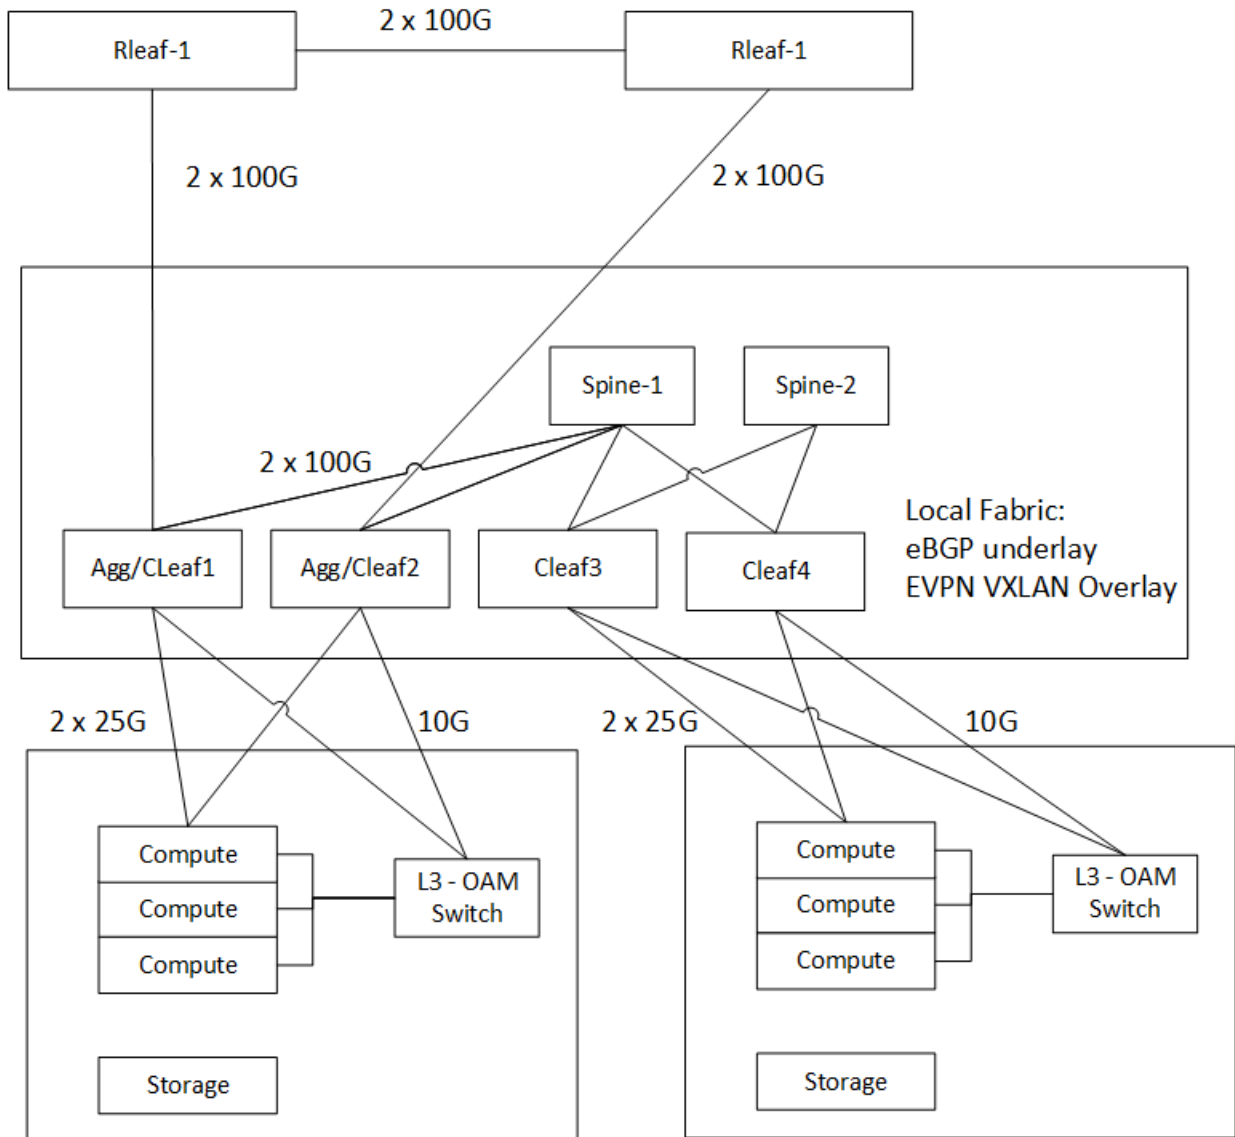 2 x 100G
Rleaf-1
Rleaf-1
2 x 100G
2 x 100G
Spine-1
Spine-2
2 x 100G
Local Fabric:
eBGP underlay
EVPN VXLAN Overlay
Agg/CLeaf1
Agg/Cleaf2
Cleaf3
Cleaf4
2 x 25G
10G
2 x 25G
10G
Compute
Compute
Compute
L3 - OAM
Switch
Storage
Compute
Compute
Compute
L3 - OAM
Switch
Storage